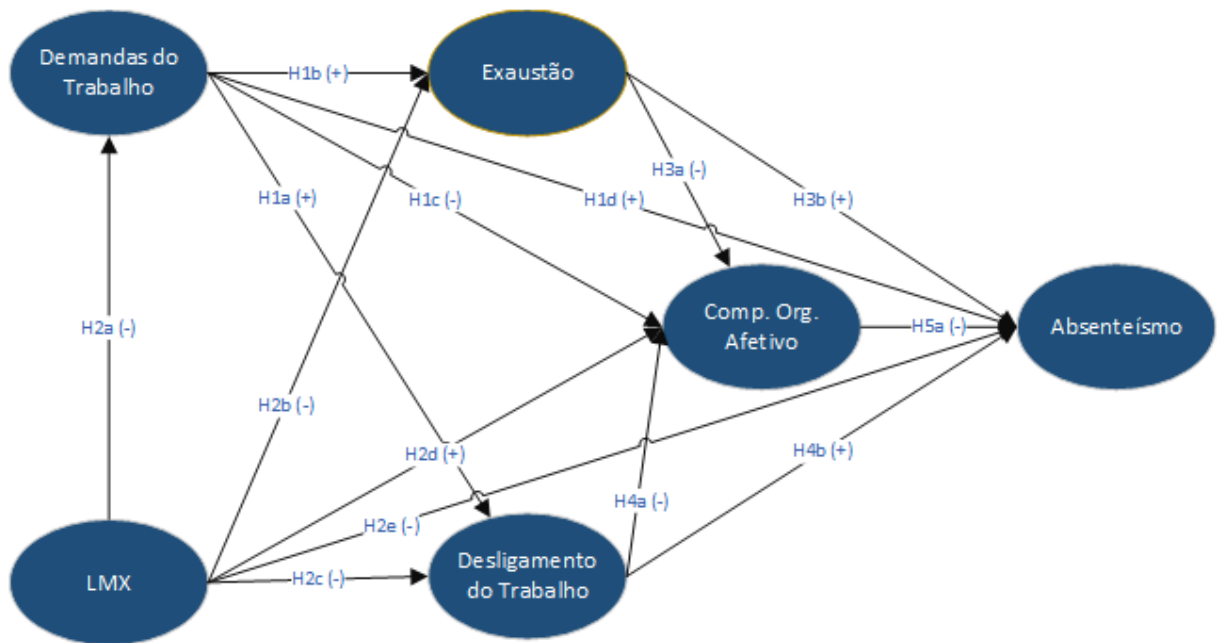 Demandas do
Trabalho
H1b (+)
Exaustão
H3a (-)
H1a (+)
H1c (-)
H1d (+)
H3b (+)
H2a (-)
Comp. Org.
Afetivo
H5a (-)
Absenteísmo
H2b (-)
H2d (+)
H4b (+)
H4a (-)
H2e (-)
LMX
H2c (-)
Desligamento
do Trabalho